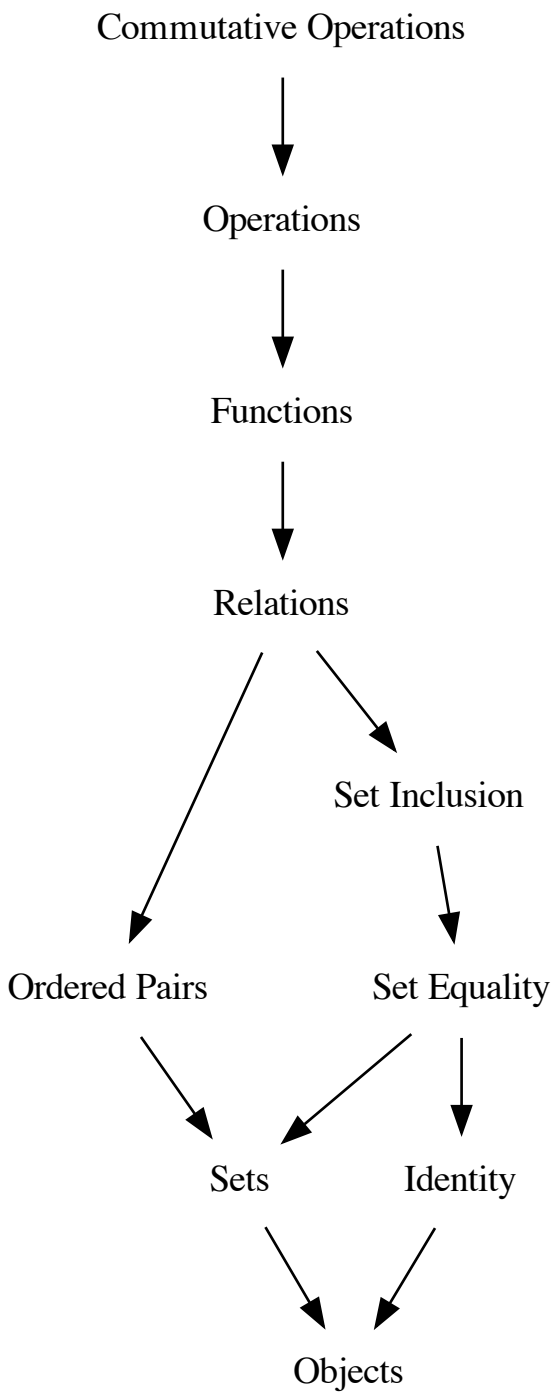 Commutative Operations
Operations
Functions
Relations
Set Inclusion
Ordered Pairs
Set Equality
Sets
Identity
Objects